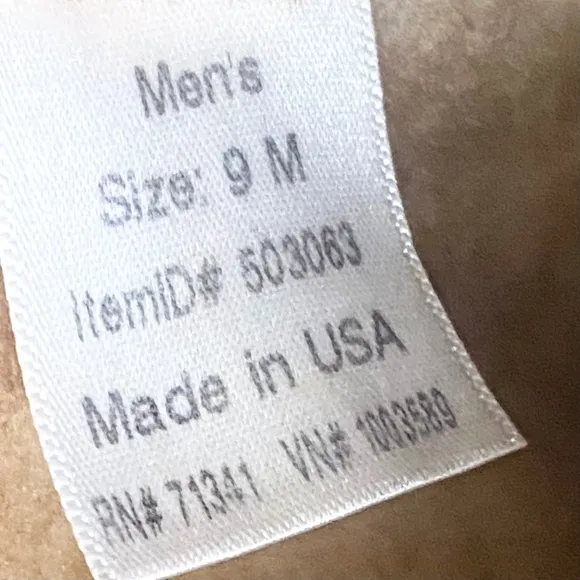 Men's
Size: 9 M
ItemID# 503063
Made in USA
RN# 71341 VN# 1003589